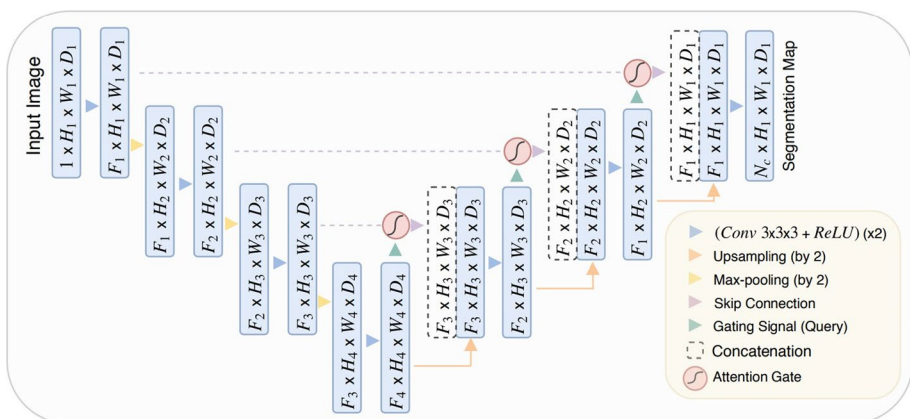 Input Image
1 x H₁ x W₁ x D₁
F₁ x H₁ x W₁ x D₁
F₁ x H₂ x W₂ x D₂
F₂ x H₂ x W₂ x D₂
F₂ x H₃ x W₃ x D₃
F₃ x H₃ x W₃ x D₃
F₃ x H₄ x W₄ x D₄
F₄ x H₄ x W₄ x D₄
F₃ x H₃ x W₃ x D₃
F₃ x H₃ x W₃ x D₃
F₂ x H₃ x W₃ x D₃
F₂ x H₂ x W₂ x D₂
F₂ x H₂ x W₂ x D₂
F₁ x H₂ x W₂ x D₂
F₁ x H₁ x W₁ x D₁
F₁ x H₁ x W₁ x D₁
N꜀ x H₁ x W₁ x D₁
Segmentation Map
(Conv 3x3x3 + ReLU) (x2)
Upsampling (by 2)
Max-pooling (by 2)
Skip Connection
Gating Signal (Query)
Concatenation
Attention Gate